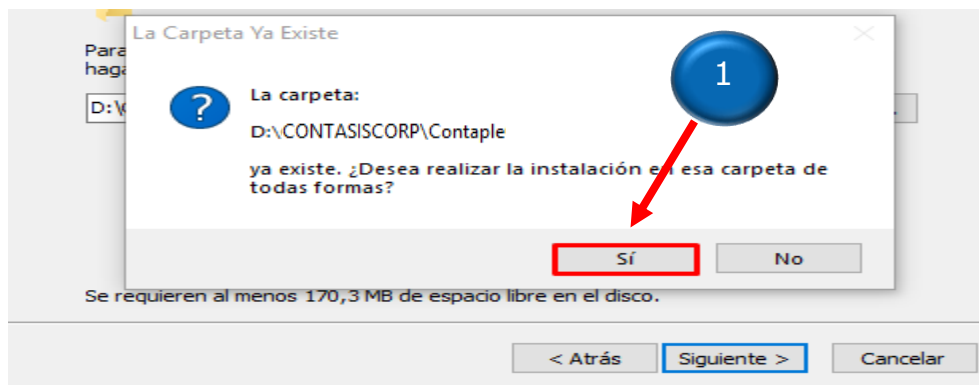 La Carpeta Ya Existe
Para
haga
1
La carpeta:
D:\
D:\CONTASISCORP\Contaple
ya existe. ¿Desea realizar la instalación en esa carpeta de
todas formas?
Sí
No
Se requieren al menos 170,3 MB de espacio libre en el disco.
< Atrás
Siguiente >
Cancelar